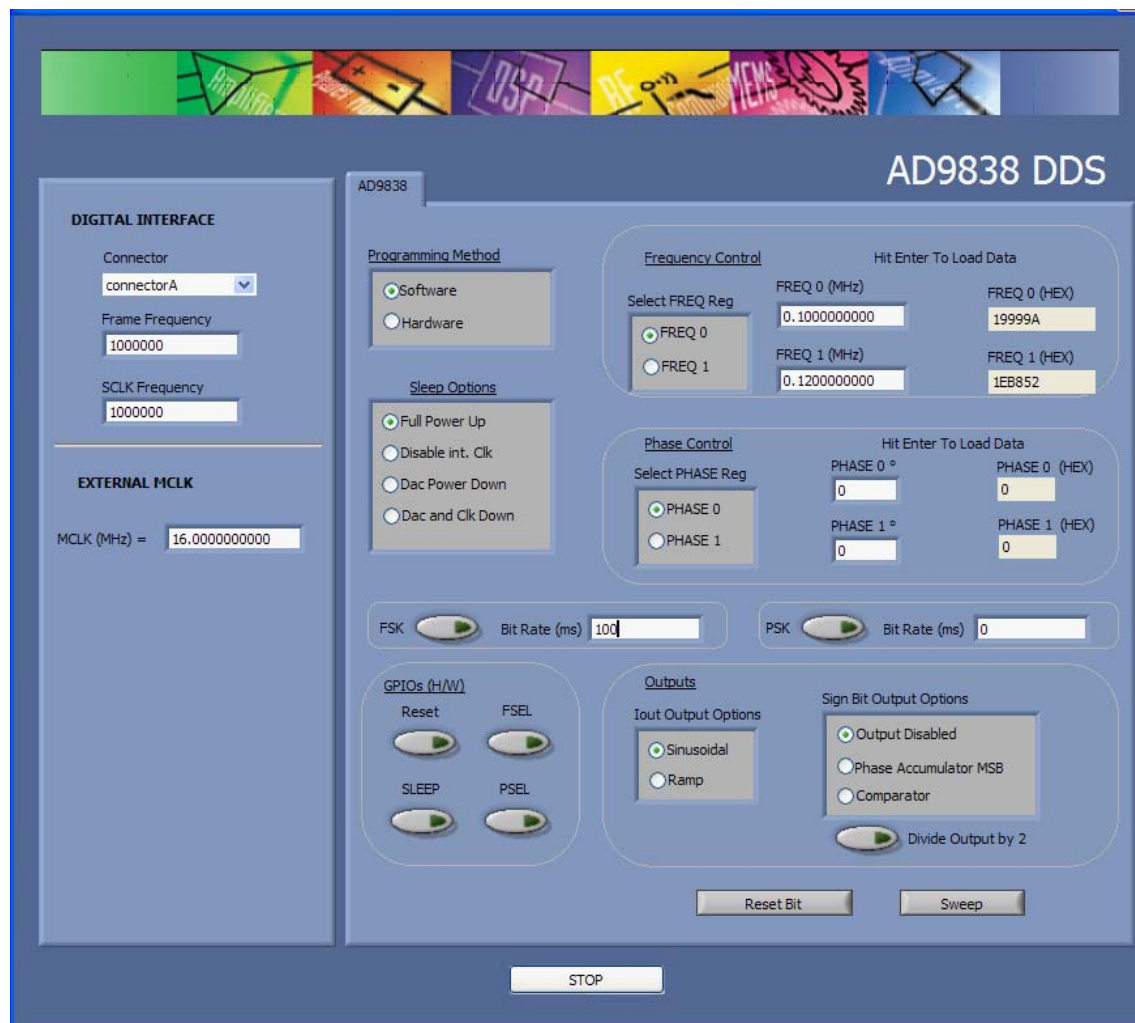 Amplifier
Power
DSP
RF
MEMS
AD9838 DDS
DIGITAL INTERFACE
Connector
connectorA
Frame Frequency
1000000
SCLK Frequency
1000000
EXTERNAL MCLK
MCLK (MHz) =
16.0000000000
AD9838
Programming Method
Software
Hardware
Sleep Options
Full Power Up
Disable int. Clk
Dac Power Down
Dac and Clk Down
Frequency Control
Hit Enter To Load Data
Select FREQ Reg
FREQ 0
FREQ 1
FREQ 0 (MHz)
0.1000000000
FREQ 0 (HEX)
19999A
FREQ 1 (MHz)
0.1200000000
FREQ 1 (HEX)
1EB852
Phase Control
Hit Enter To Load Data
Select PHASE Reg
PHASE 0
PHASE 1
PHASE 0 °
0
PHASE 0 (HEX)
0
PHASE 1 °
0
PHASE 1 (HEX)
0
FSK
Bit Rate (ms)
100
PSK
Bit Rate (ms)
0
GPIOs (H/W)
Reset
FSEL
SLEEP
PSEL
Outputs
Iout Output Options
Sinusoidal
Ramp
Sign Bit Output Options
Output Disabled
Phase Accumulator MSB
Comparator
Divide Output by 2
Reset Bit
Sweep
STOP